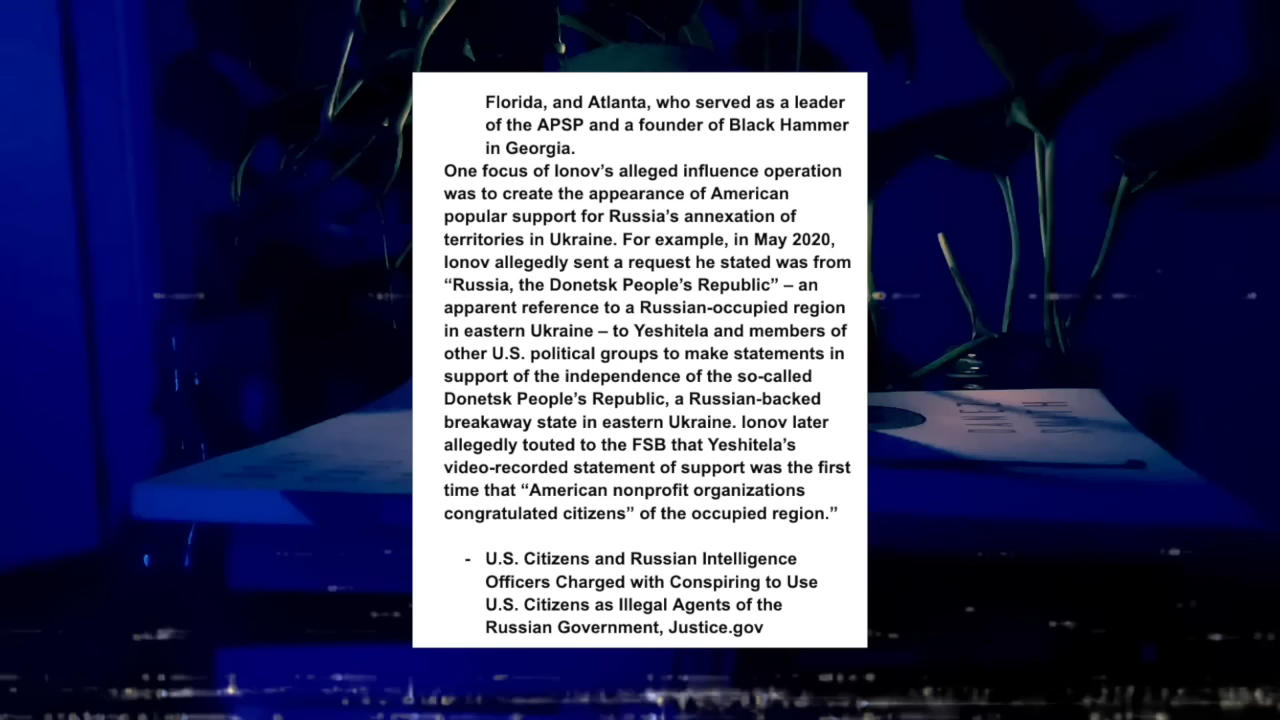 Florida, and Atlanta, who served as a leader
of the APSP and a founder of Black Hammer
in Georgia.
One focus of Ionov’s alleged influence operation
was to create the appearance of American
popular support for Russia’s annexation of
territories in Ukraine. For example, in May 2020,
Ionov allegedly sent a request he stated was from
“Russia, the Donetsk People’s Republic” – an
apparent reference to a Russian-occupied region
in eastern Ukraine – to Yeshitela and members of
other U.S. political groups to make statements in
support of the independence of the so-called
Donetsk People’s Republic, a Russian-backed
breakaway state in eastern Ukraine. Ionov later
allegedly touted to the FSB that Yeshitela’s
video-recorded statement of support was the first
time that “American nonprofit organizations
congratulated citizens” of the occupied region.”
- U.S. Citizens and Russian Intelligence
Officers Charged with Conspiring to Use
U.S. Citizens as Illegal Agents of the
Russian Government, Justice.gov